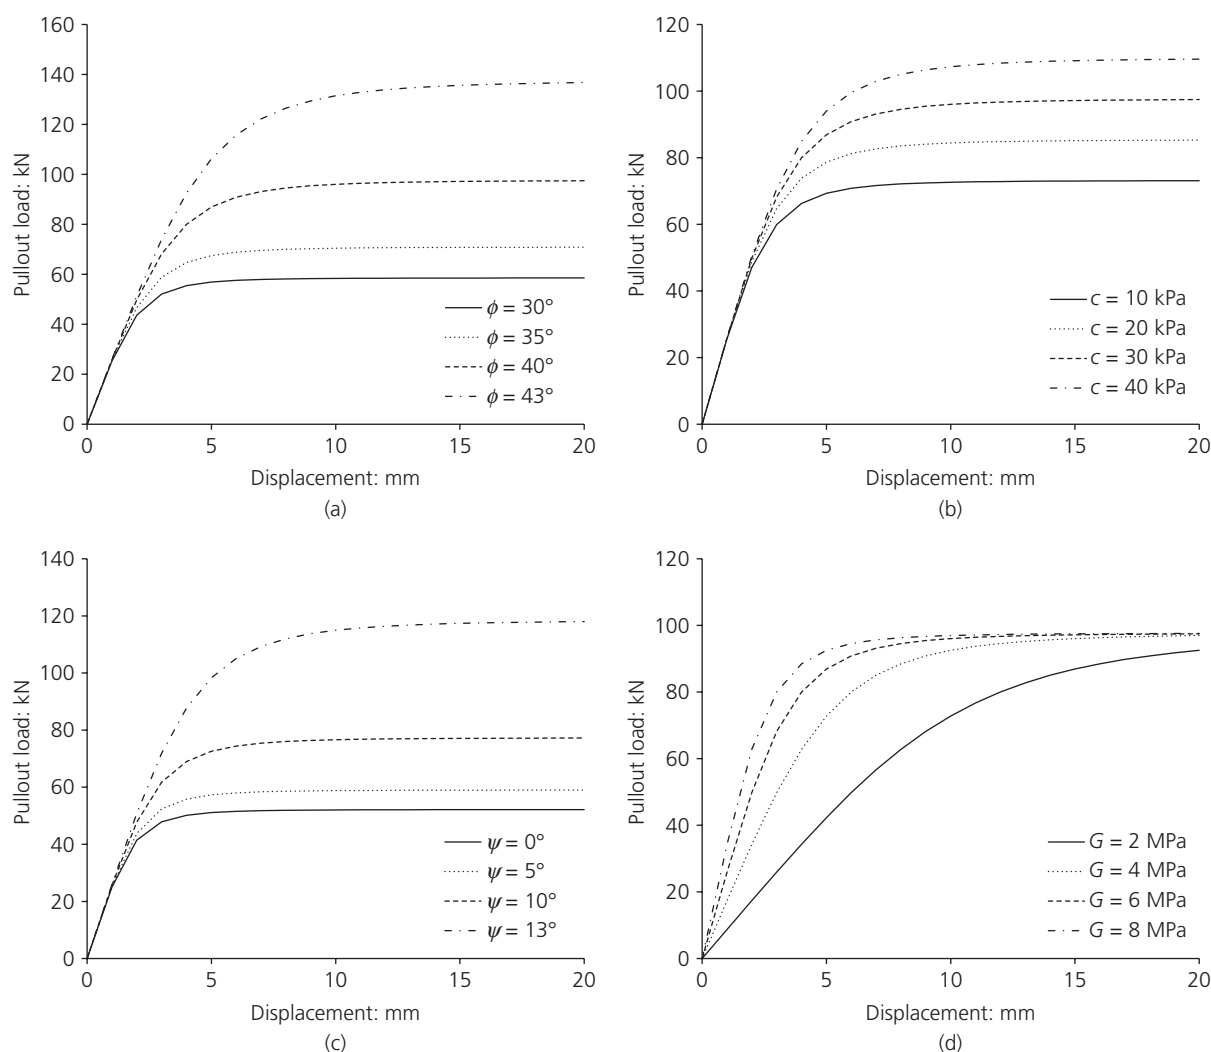 160
140
120
100
80
60
40
20
0
Pullout load: kN
ϕ = 30°
ϕ = 35°
ϕ = 40°
ϕ = 43°
0 5 10 15 20
Displacement: mm
(a)
120
100
80
60
40
20
0
Pullout load: kN
c = 10 kPa
c = 20 kPa
c = 30 kPa
c = 40 kPa
0 5 10 15 20
Displacement: mm
(b)
140
120
100
80
60
40
20
0
Pullout load: kN
ψ = 0°
ψ = 5°
ψ = 10°
ψ = 13°
0 5 10 15 20
Displacement: mm
(c)
120
100
80
60
40
20
0
Pullout load: kN
G = 2 MPa
G = 4 MPa
G = 6 MPa
G = 8 MPa
0 5 10 15 20
Displacement: mm
(d)